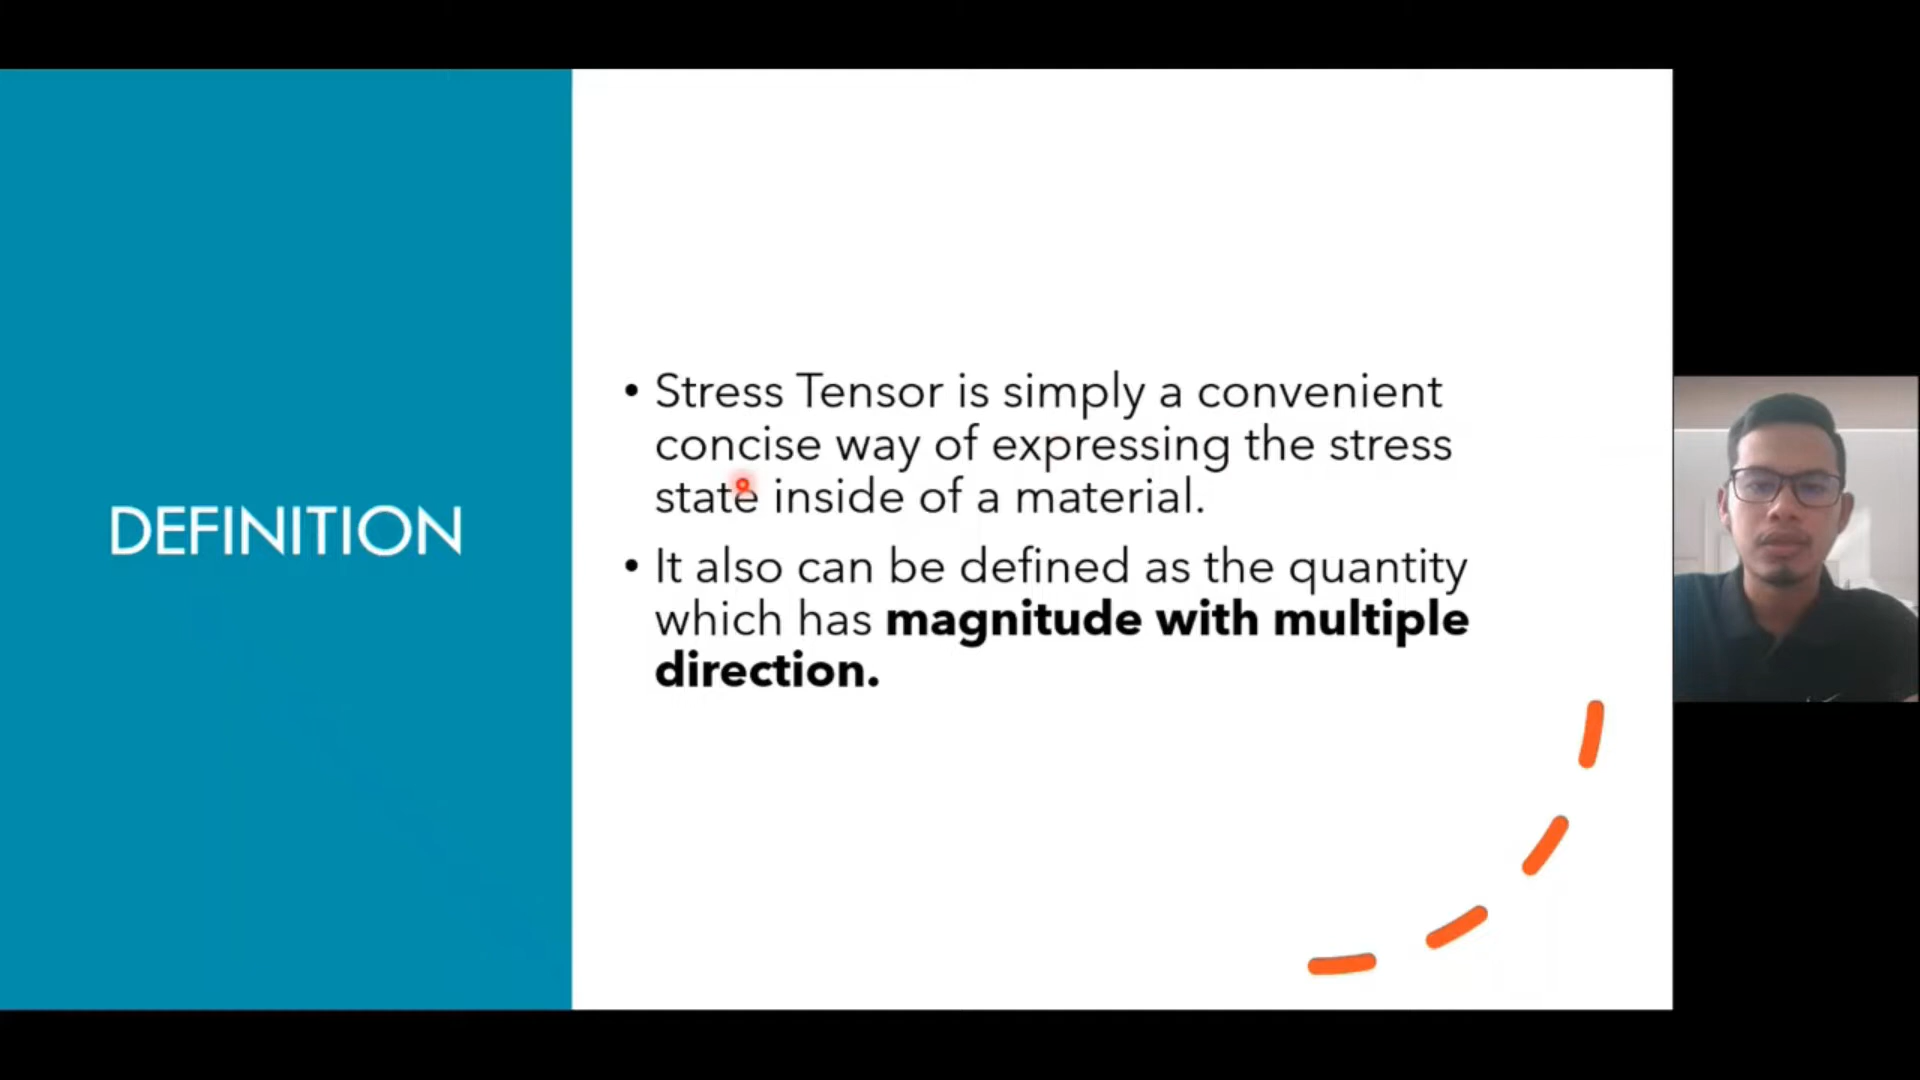 DEFINITION
• Stress Tensor is simply a convenient
concise way of expressing the stress
state inside of a material.
• It also can be defined as the quantity
which has magnitude with multiple
direction.